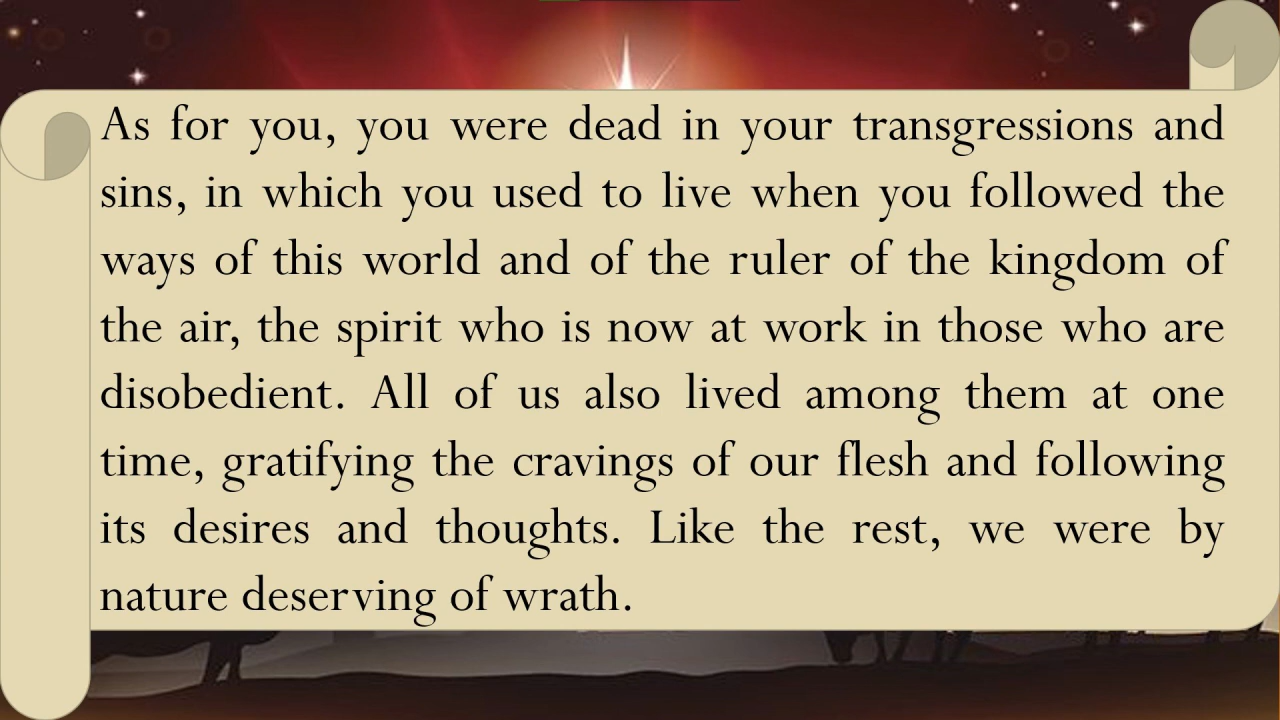 As for you, you were dead in your transgressions and
sins, in which you used to live when you followed the
ways of this world and of the ruler of the kingdom of
the air, the spirit who is now at work in those who are
disobedient. All of us also lived among them at one
time, gratifying the cravings of our flesh and following
its desires and thoughts. Like the rest, we were by
nature deserving of wrath.